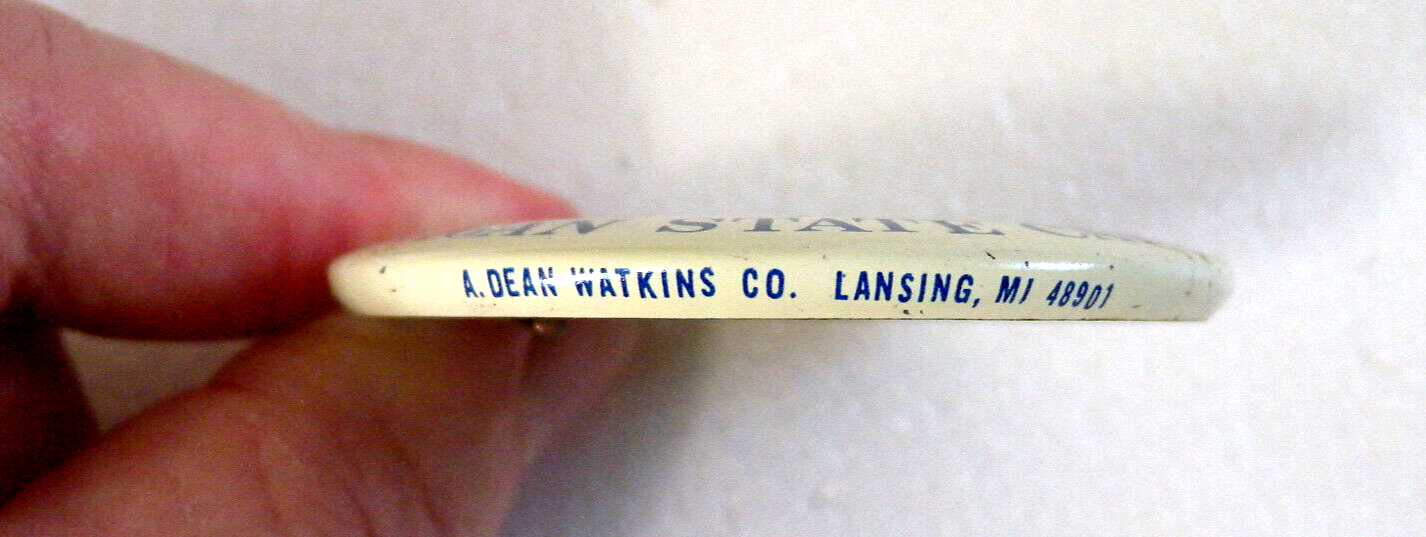 STATE
A. DEAN WATKINS CO. LANSING, MI 48901